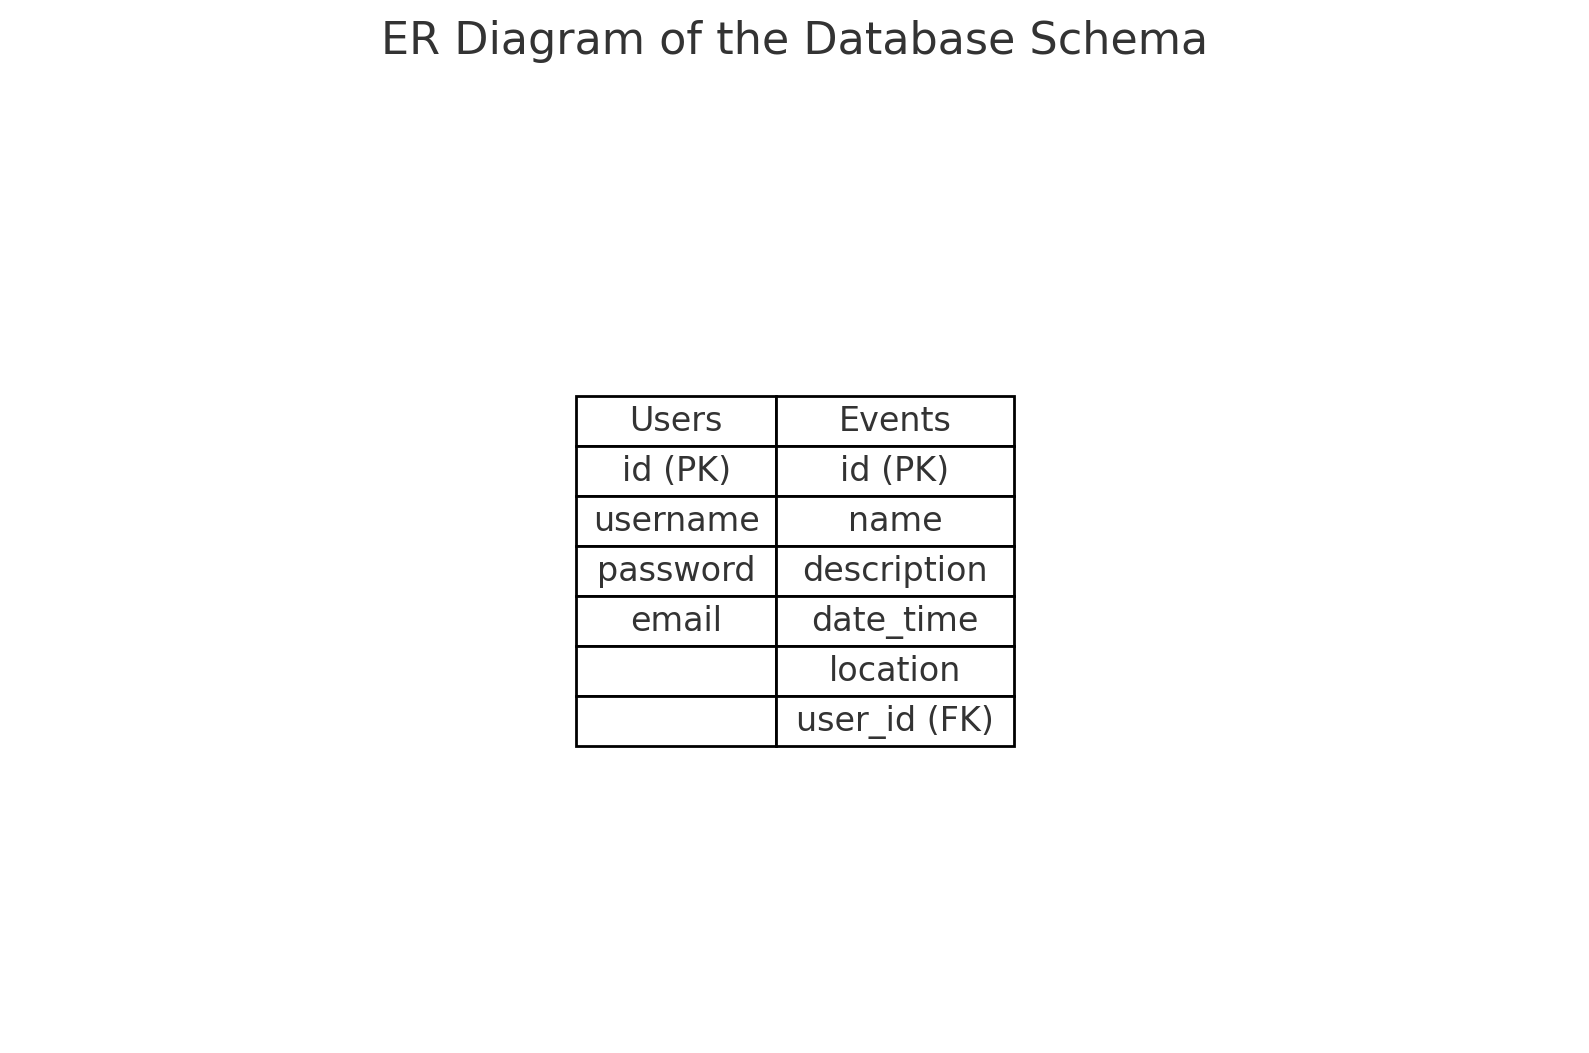 ER Diagram of the Database Schema
Users Events
id (PK) id (PK)
username name
password description
email date_time
location
user_id (FK)